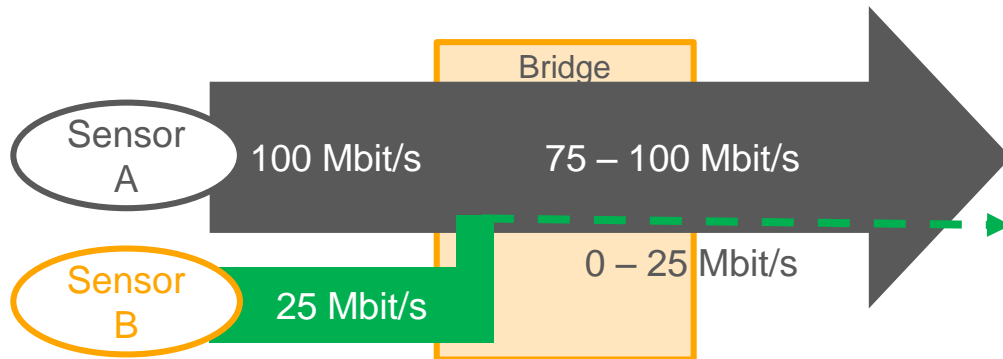 Bridge
Sensor
A
100 Mbit/s
75 – 100 Mbit/s
0 – 25 Mbit/s
Sensor
B
25 Mbit/s